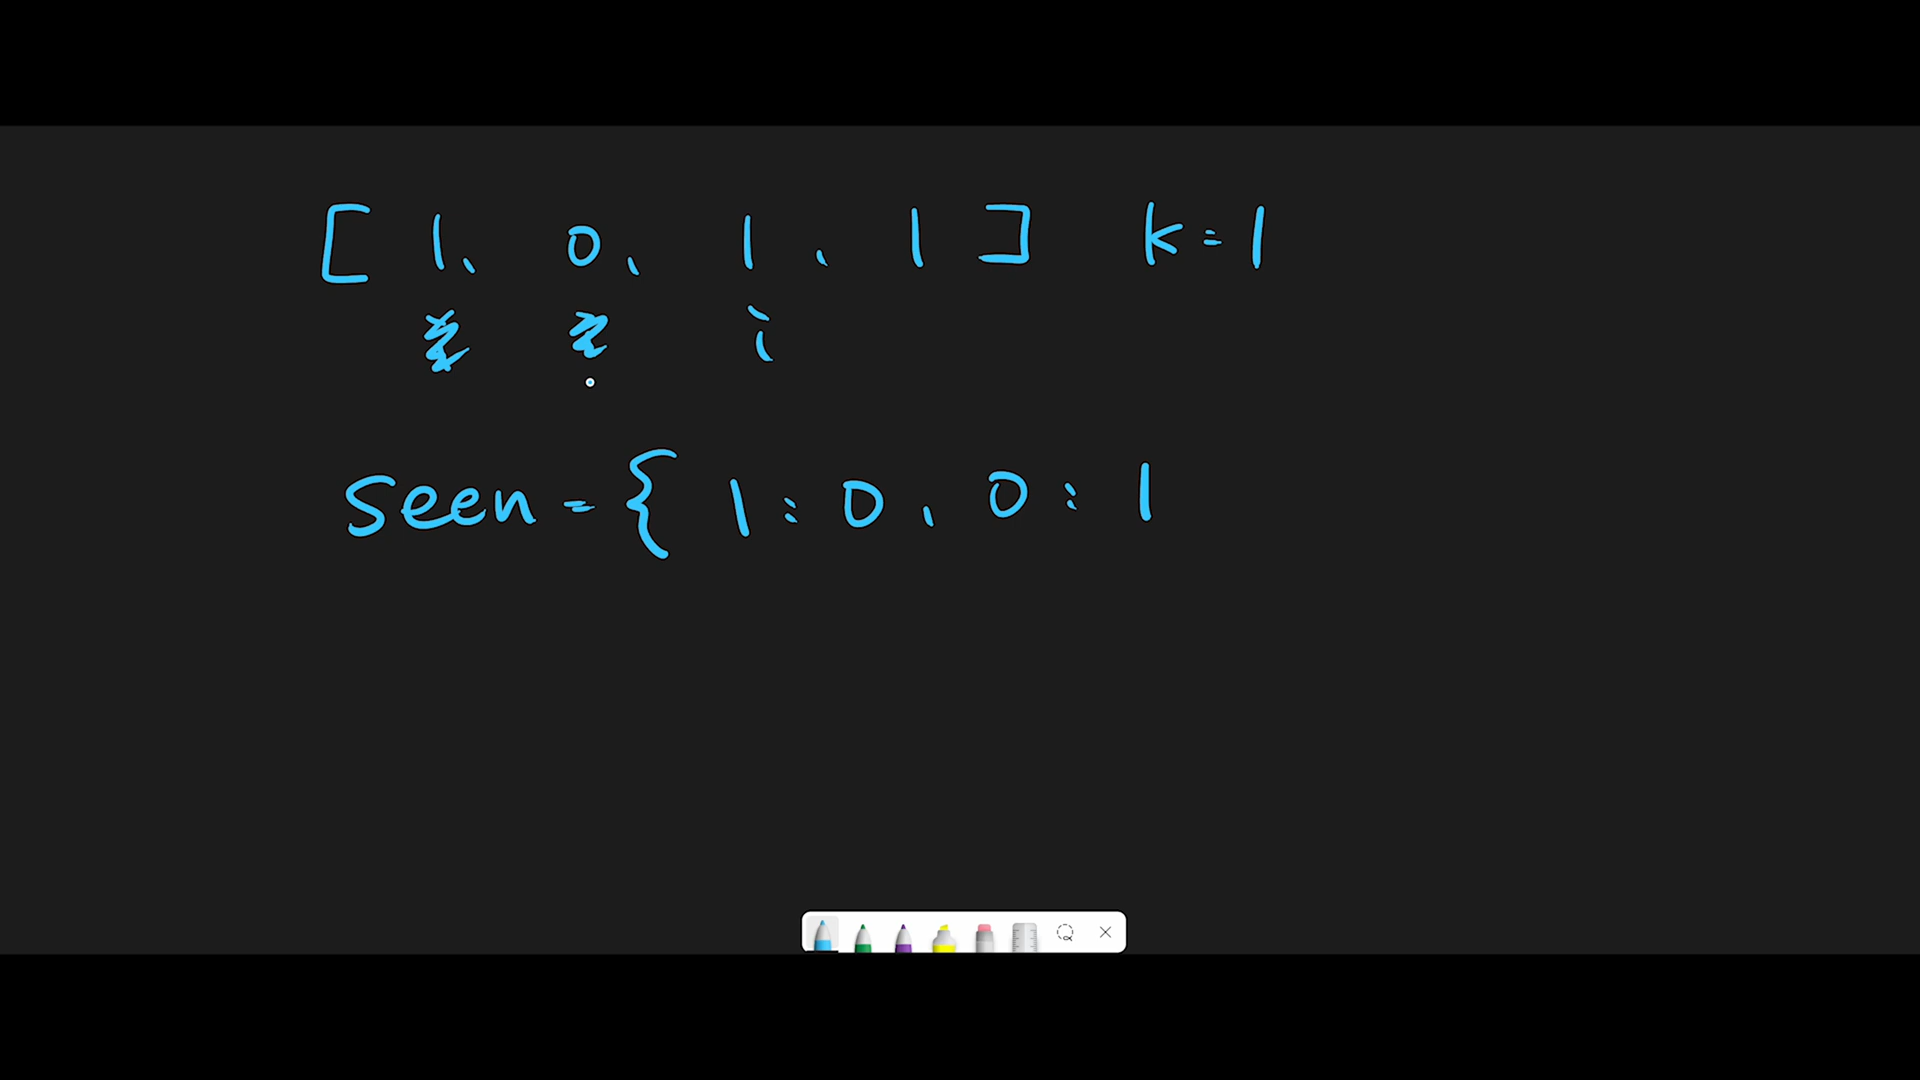 [ 1, 0, 1, 1 ] k=1
i
seen = { 1:0, 0:1